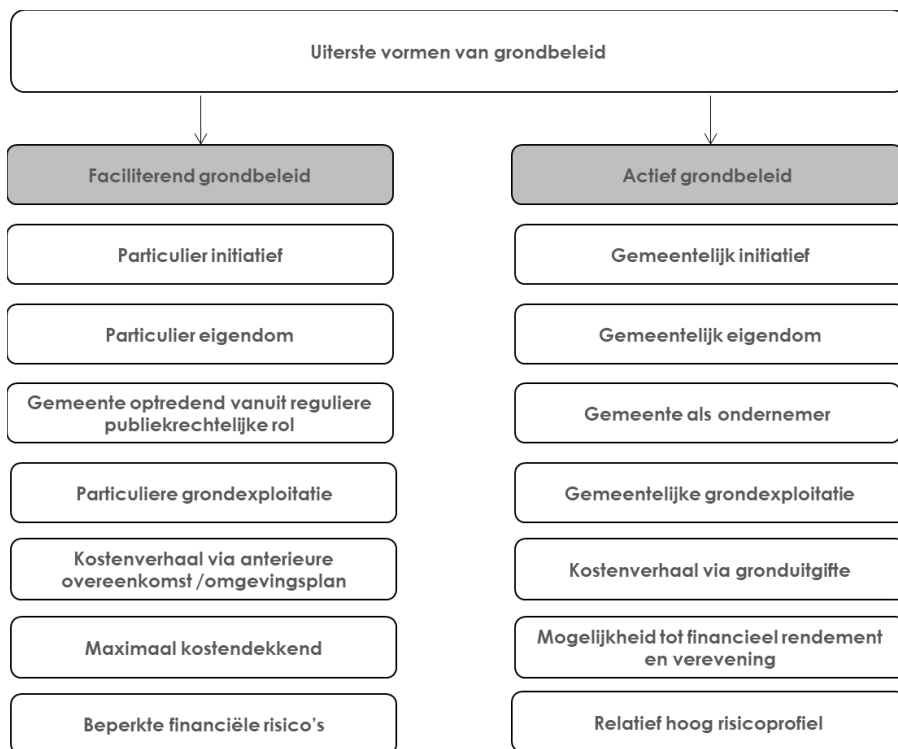 Uiterste vormen van grondbeleid
Faciliterend grondbeleid
Particulier initiatief
Particulier eigendom
Gemeente optredend vanuit reguliere
publiekrechtelijke rol
Particuliere grondexploitatie
Kostenverhaal via anterieure
overeenkomst /omgevingsplan
Maximaal kostendekkend
Beperkte financiële risico's
Actief grondbeleid
Gemeentelijk initiatief
Gemeentelijk eigendom
Gemeente als ondernemer
Gemeentelijke grondexploitatie
Kostenverhaal via gronduitgifte
Mogelijkheid tot financieel rendement
en verevening
Relatief hoog risicoprofiel